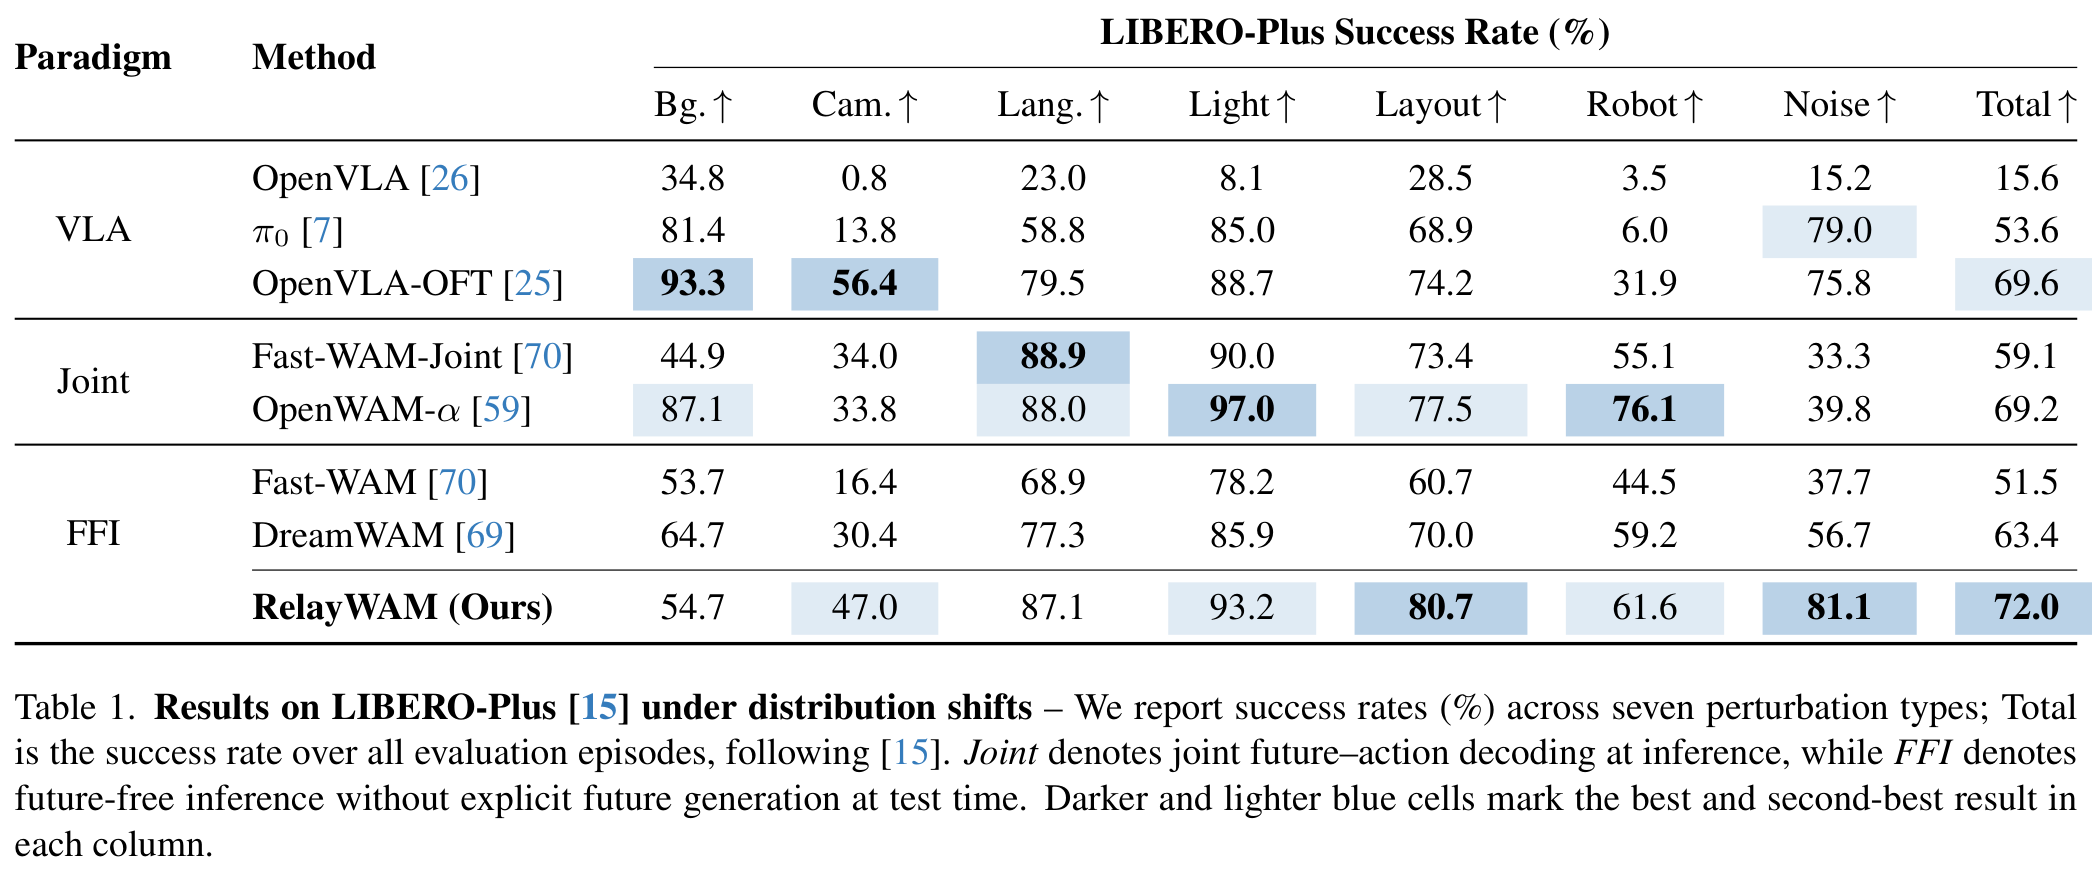 LIBERO-Plus Success Rate (%)
Paradigm Method
Bg. ↑ Cam. ↑ Lang. ↑ Light ↑ Layout ↑ Robot ↑ Noise ↑ Total ↑
OpenVLA [26] 34.8 0.8 23.0 8.1 28.5 3.5 15.2 15.6
VLA π₀ [7] 81.4 13.8 58.8 85.0 68.9 6.0 79.0 53.6
OpenVLA-OFT [25] 93.3 56.4 79.5 88.7 74.2 31.9 75.8 69.6
Joint
Fast-WAM-Joint [70] 44.9 34.0 88.9 90.0 73.4 55.1 33.3 59.1
OpenWAM-α [59] 87.1 33.8 88.0 97.0 77.5 76.1 39.8 69.2
Fast-WAM [70] 53.7 16.4 68.9 78.2 60.7 44.5 37.7 51.5
FFI DreamWAM [69] 64.7 30.4 77.3 85.9 70.0 59.2 56.7 63.4
RelayWAM (Ours) 54.7 47.0 87.1 93.2 80.7 61.6 81.1 72.0
Table 1. Results on LIBERO-Plus [15] under distribution shifts – We report success rates (%) across seven perturbation types; Total
is the success rate over all evaluation episodes, following [15]. Joint denotes joint future–action decoding at inference, while FFI denotes
future-free inference without explicit future generation at test time. Darker and lighter blue cells mark the best and second-best result in
each column.